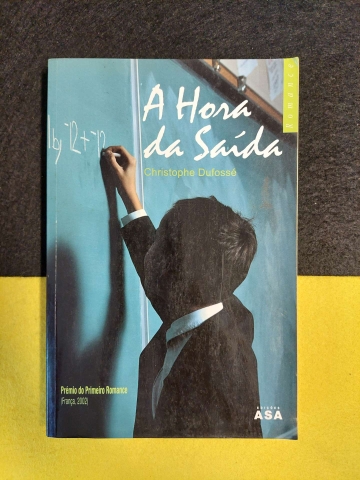 Romance
A Hora
da Saída
Christophe Dufossé
Prémio do Primeiro Romance
(França, 2002)
EDIÇÕES
ASA